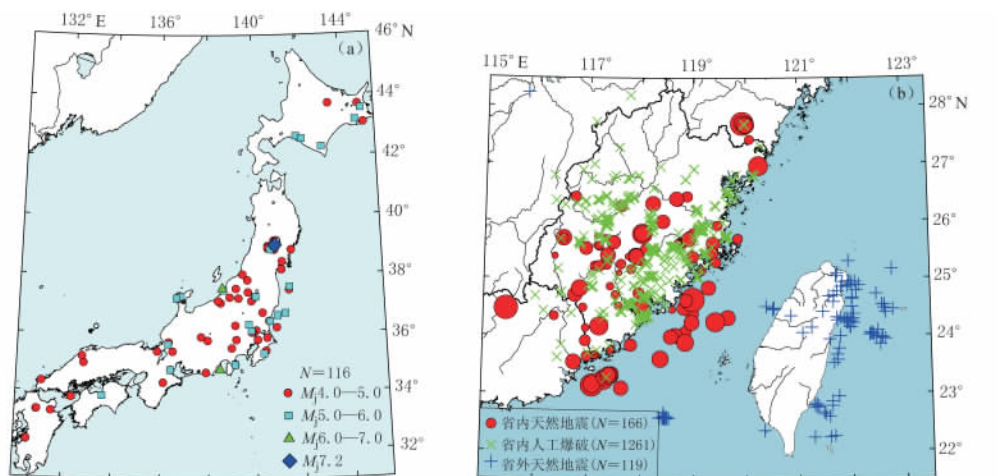 132° E 136° 140° 144°
46° N
(a)
44°
42°
40°
38°
36°
34°
32°
N=116
Mj4.0—5.0
Mj5.0—6.0
Mj6.0—7.0
Mj7.2
115° E 117° 119° 121° 123°
(b)
28° N
27°
26°
25°
24°
23°
22°
省内天然地震(N=166)
省内人工爆破(N=1261)
省外天然地震(N=119)